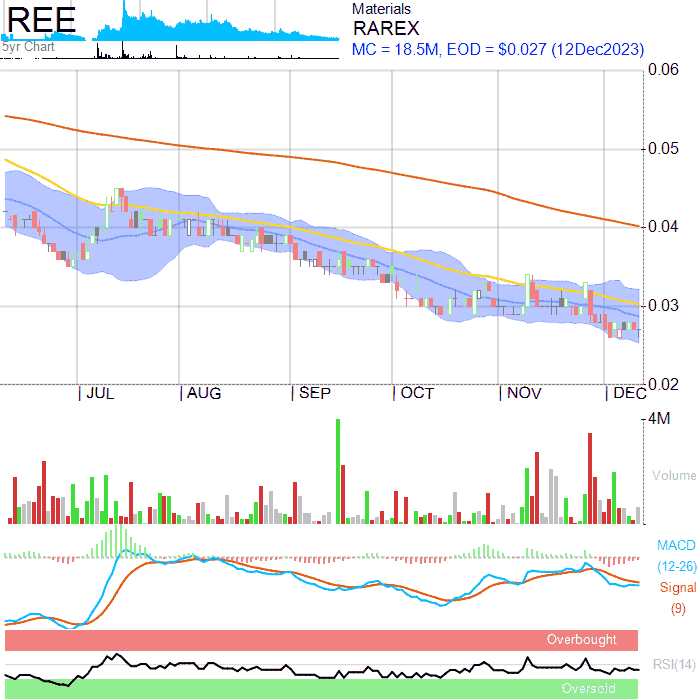 REE
5yr Chart
Materials
RAREX
MC = 18.5M, EOD = $0.027 (12Dec2023)
0.06
0.05
0.04
0.03
0.02
JUL AUG SEP OCT NOV DEC
4M
Volume
MACD
(12-26)
Signal
(9)
Overbought
RSI(14)
Oversold